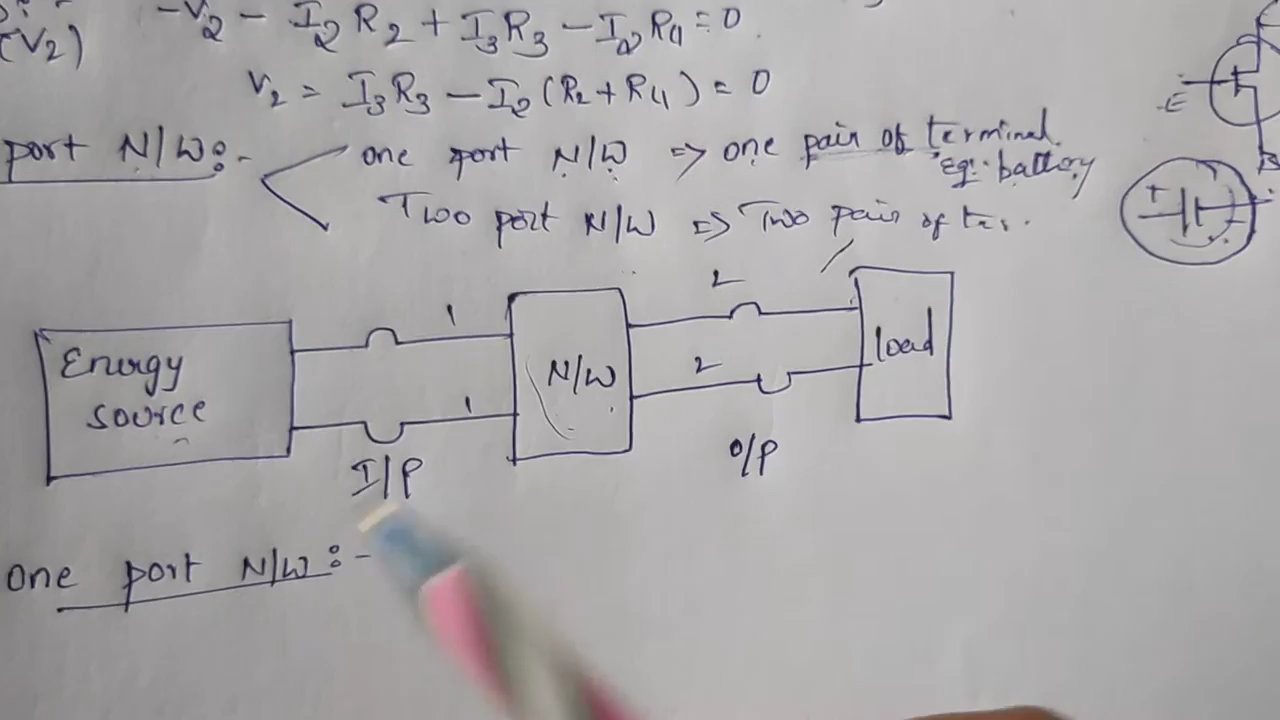 (V2) -V2 - I2R2 + I3R3 - I2R4 = 0
V2 = I3R3 - I2 (R2 + R4) = 0
port N/W:- one port N/W => one pair of terminal
eg:- battery
Two port N/W => Two pair of ter.
-E
+
1 2
Energy source N/W load
1 2
I/P O/P
one port N/W:-